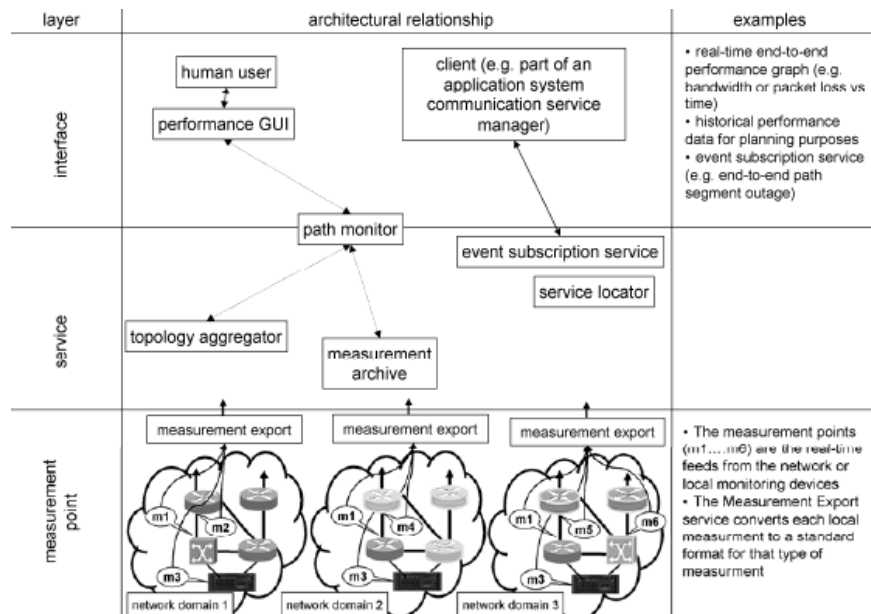 layer
architectural relationship
examples
interface
human user
performance GUI
client (e.g. part of an
application system
communication service
manager)
• real-time end-to-end
performance graph (e.g.
bandwidth or packet loss vs
time)
• historical performance
data for planning purposes
• event subscription service
(e.g. end-to-end path
segment outage)
service
path monitor
event subscription service
service locator
topology aggregator
measurement
archive
measurement
point
measurement export
measurement export
measurement export
m1
m2
m3
network domain 1
m1
m4
m3
network domain 2
m1
m5
m6
m3
network domain 3
• The measurement points
(m1....m6) are the real-time
feeds from the network or
local monitoring devices
• The Measurement Export
service converts each local
measurment to a standard
format for that type of
measurment